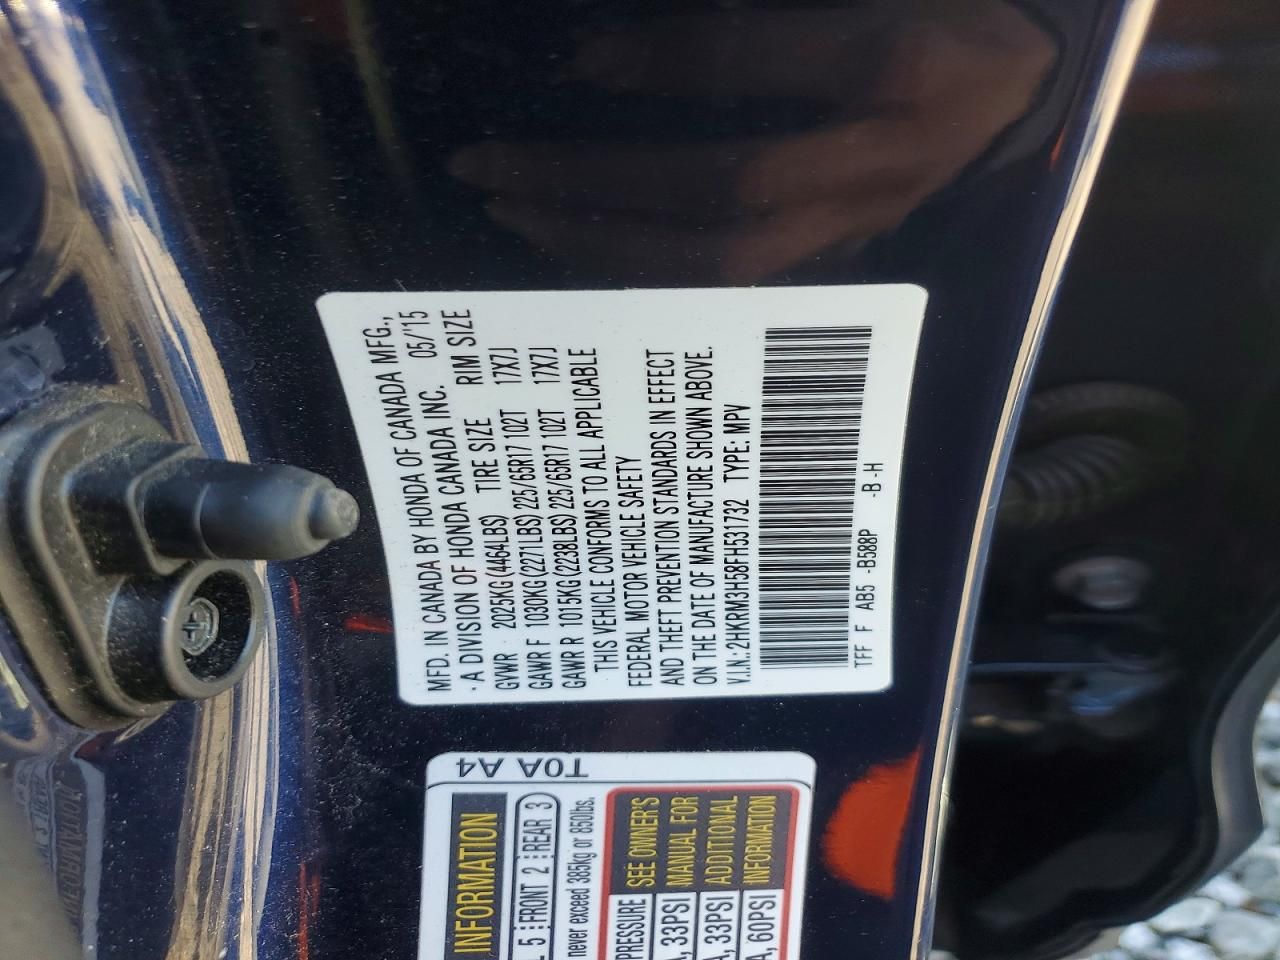 MFD. IN CANADA BY HONDA OF CANADA MFG.,
A DIVISION OF HONDA CANADA INC. 05/'15
GVWR 2025KG (4464LBS) TIRE SIZE RIM SIZE
GAWR F 1030KG (2271LBS) 225/65R17 102T 17X7J
GAWR R 1015KG (2238LBS) 225/65R17 102T 17X7J
THIS VEHICLE CONFORMS TO ALL APPLICABLE
FEDERAL MOTOR VEHICLE SAFETY
AND THEFT PREVENTION STANDARDS IN EFFECT
ON THE DATE OF MANUFACTURE SHOWN ABOVE.
V.I.N.: 2HKRM3H58FH531732 TYPE: MPV
TFF F AB5 -B588P -B -H
T0A A4
INFORMATION
5 FRONT 2 REAR 3
never exceed 385kg or 850lbs.
PRESSURE SEE OWNER'S
33PSI MANUAL FOR
33PSI ADDITIONAL
60PSI INFORMATION